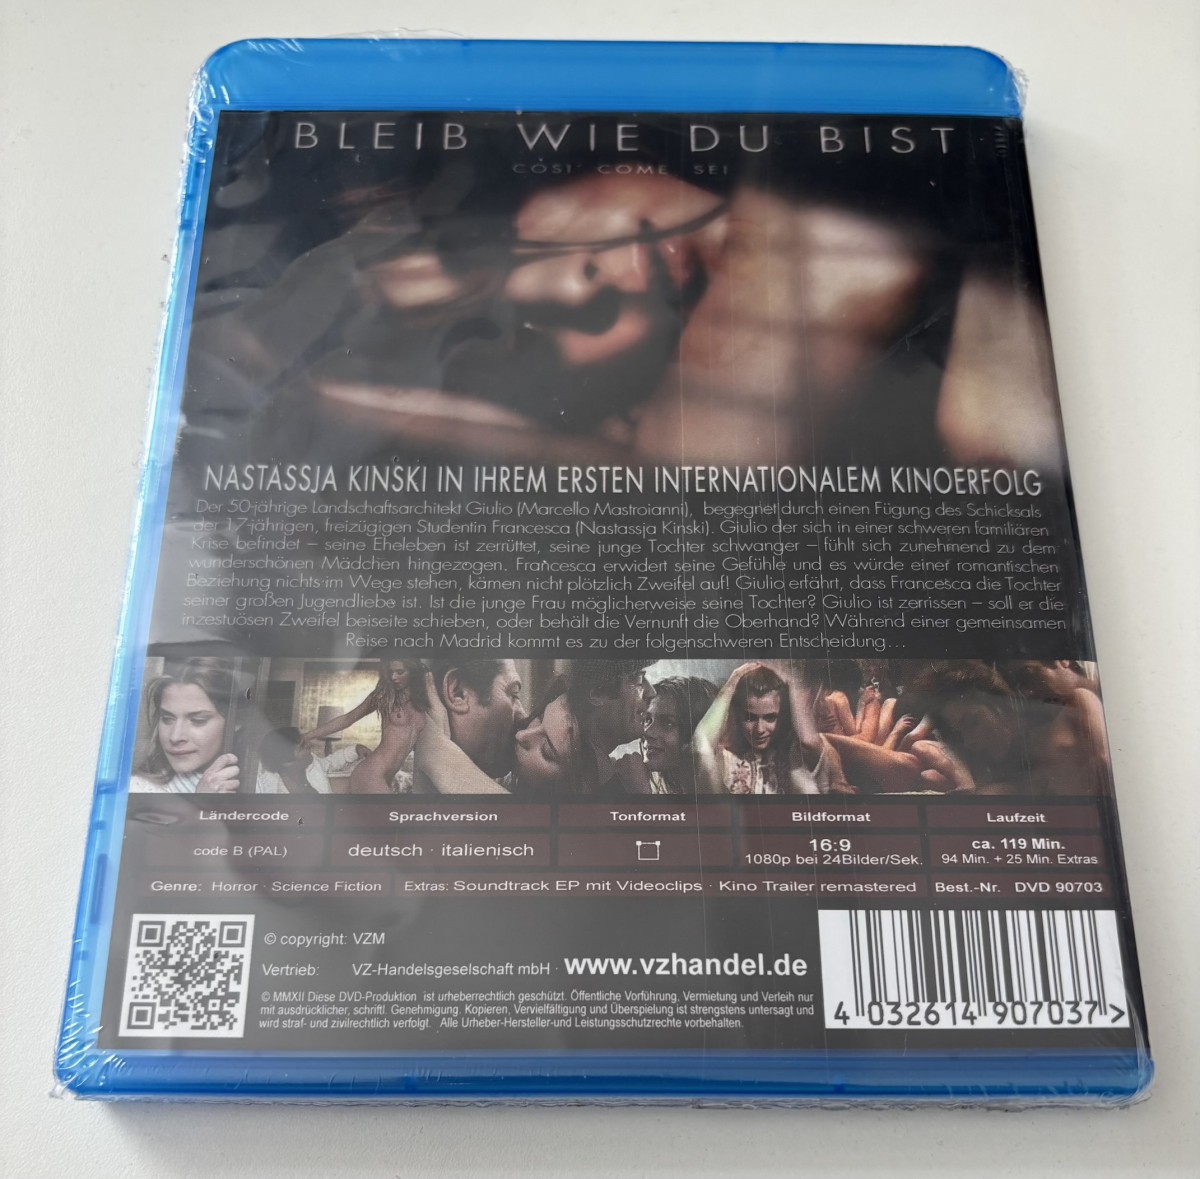 BLEIB WIE DU BIST
COSI' COME SEI
NASTASSJA KINSKI IN IHREM ERSTEN INTERNATIONALEM KINOERFOLG
Der 50-jährige Landschaftsarchitekt Giulio (Marcello Mastroianni), begegnet durch einen Fügung des Schicksals
der 17-jährigen, freizügigen Studentin Francesca (Nastassja Kinski). Giulio der sich in einer schweren familiären
Krise befindet – seine Eheleben ist zerrüttet, seine junge Tochter schwanger – fühlt sich zunehmend zu dem
wunderschönen Mädchen hingezogen. Francesca erwidert seine Gefühle und es würde einer romantischen
Beziehung nichts im Wege stehen, kämen nicht plötzlich Zweifel auf! Giulio erfährt, dass Francesca die Tochter
seiner großen Jugendliebe ist. Ist die junge Frau möglicherweise seine Tochter? Giulio ist zerrissen – soll er die
inzestuösen Zweifel beiseite schieben, oder behält die Vernunft die Oberhand? Während einer gemeinsamen
Reise nach Madrid kommt es zu der folgenschweren Entscheidung...
Ländercode Sprachversion Tonformat Bildformat Laufzeit
code B (PAL) deutsch · italienisch 16:9 ca. 119 Min.
1080p bei 24Bilder/Sek. 94 Min. + 25 Min. Extras
Genre: Horror · Science Fiction Extras: Soundtrack EP mit Videoclips · Kino Trailer remastered Best.-Nr. DVD 90703
© copyright: VZM
Vertrieb: VZ-Handelsgesellschaft mbH · www.vzhandel.de
© MMXII Diese DVD-Produktion ist urheberrechtlich geschützt. Öffentliche Vorführung, Vermietung und Verleih nur
mit ausdrücklicher, schriftl. Genehmigung. Kopieren, Vervielfältigung und Überspielung ist strengstens untersagt und
wird straf- und zivilrechtlich verfolgt. Alle Urheber-Hersteller-und Leistungsschutzrechte vorbehalten.
4 032614 907037 >